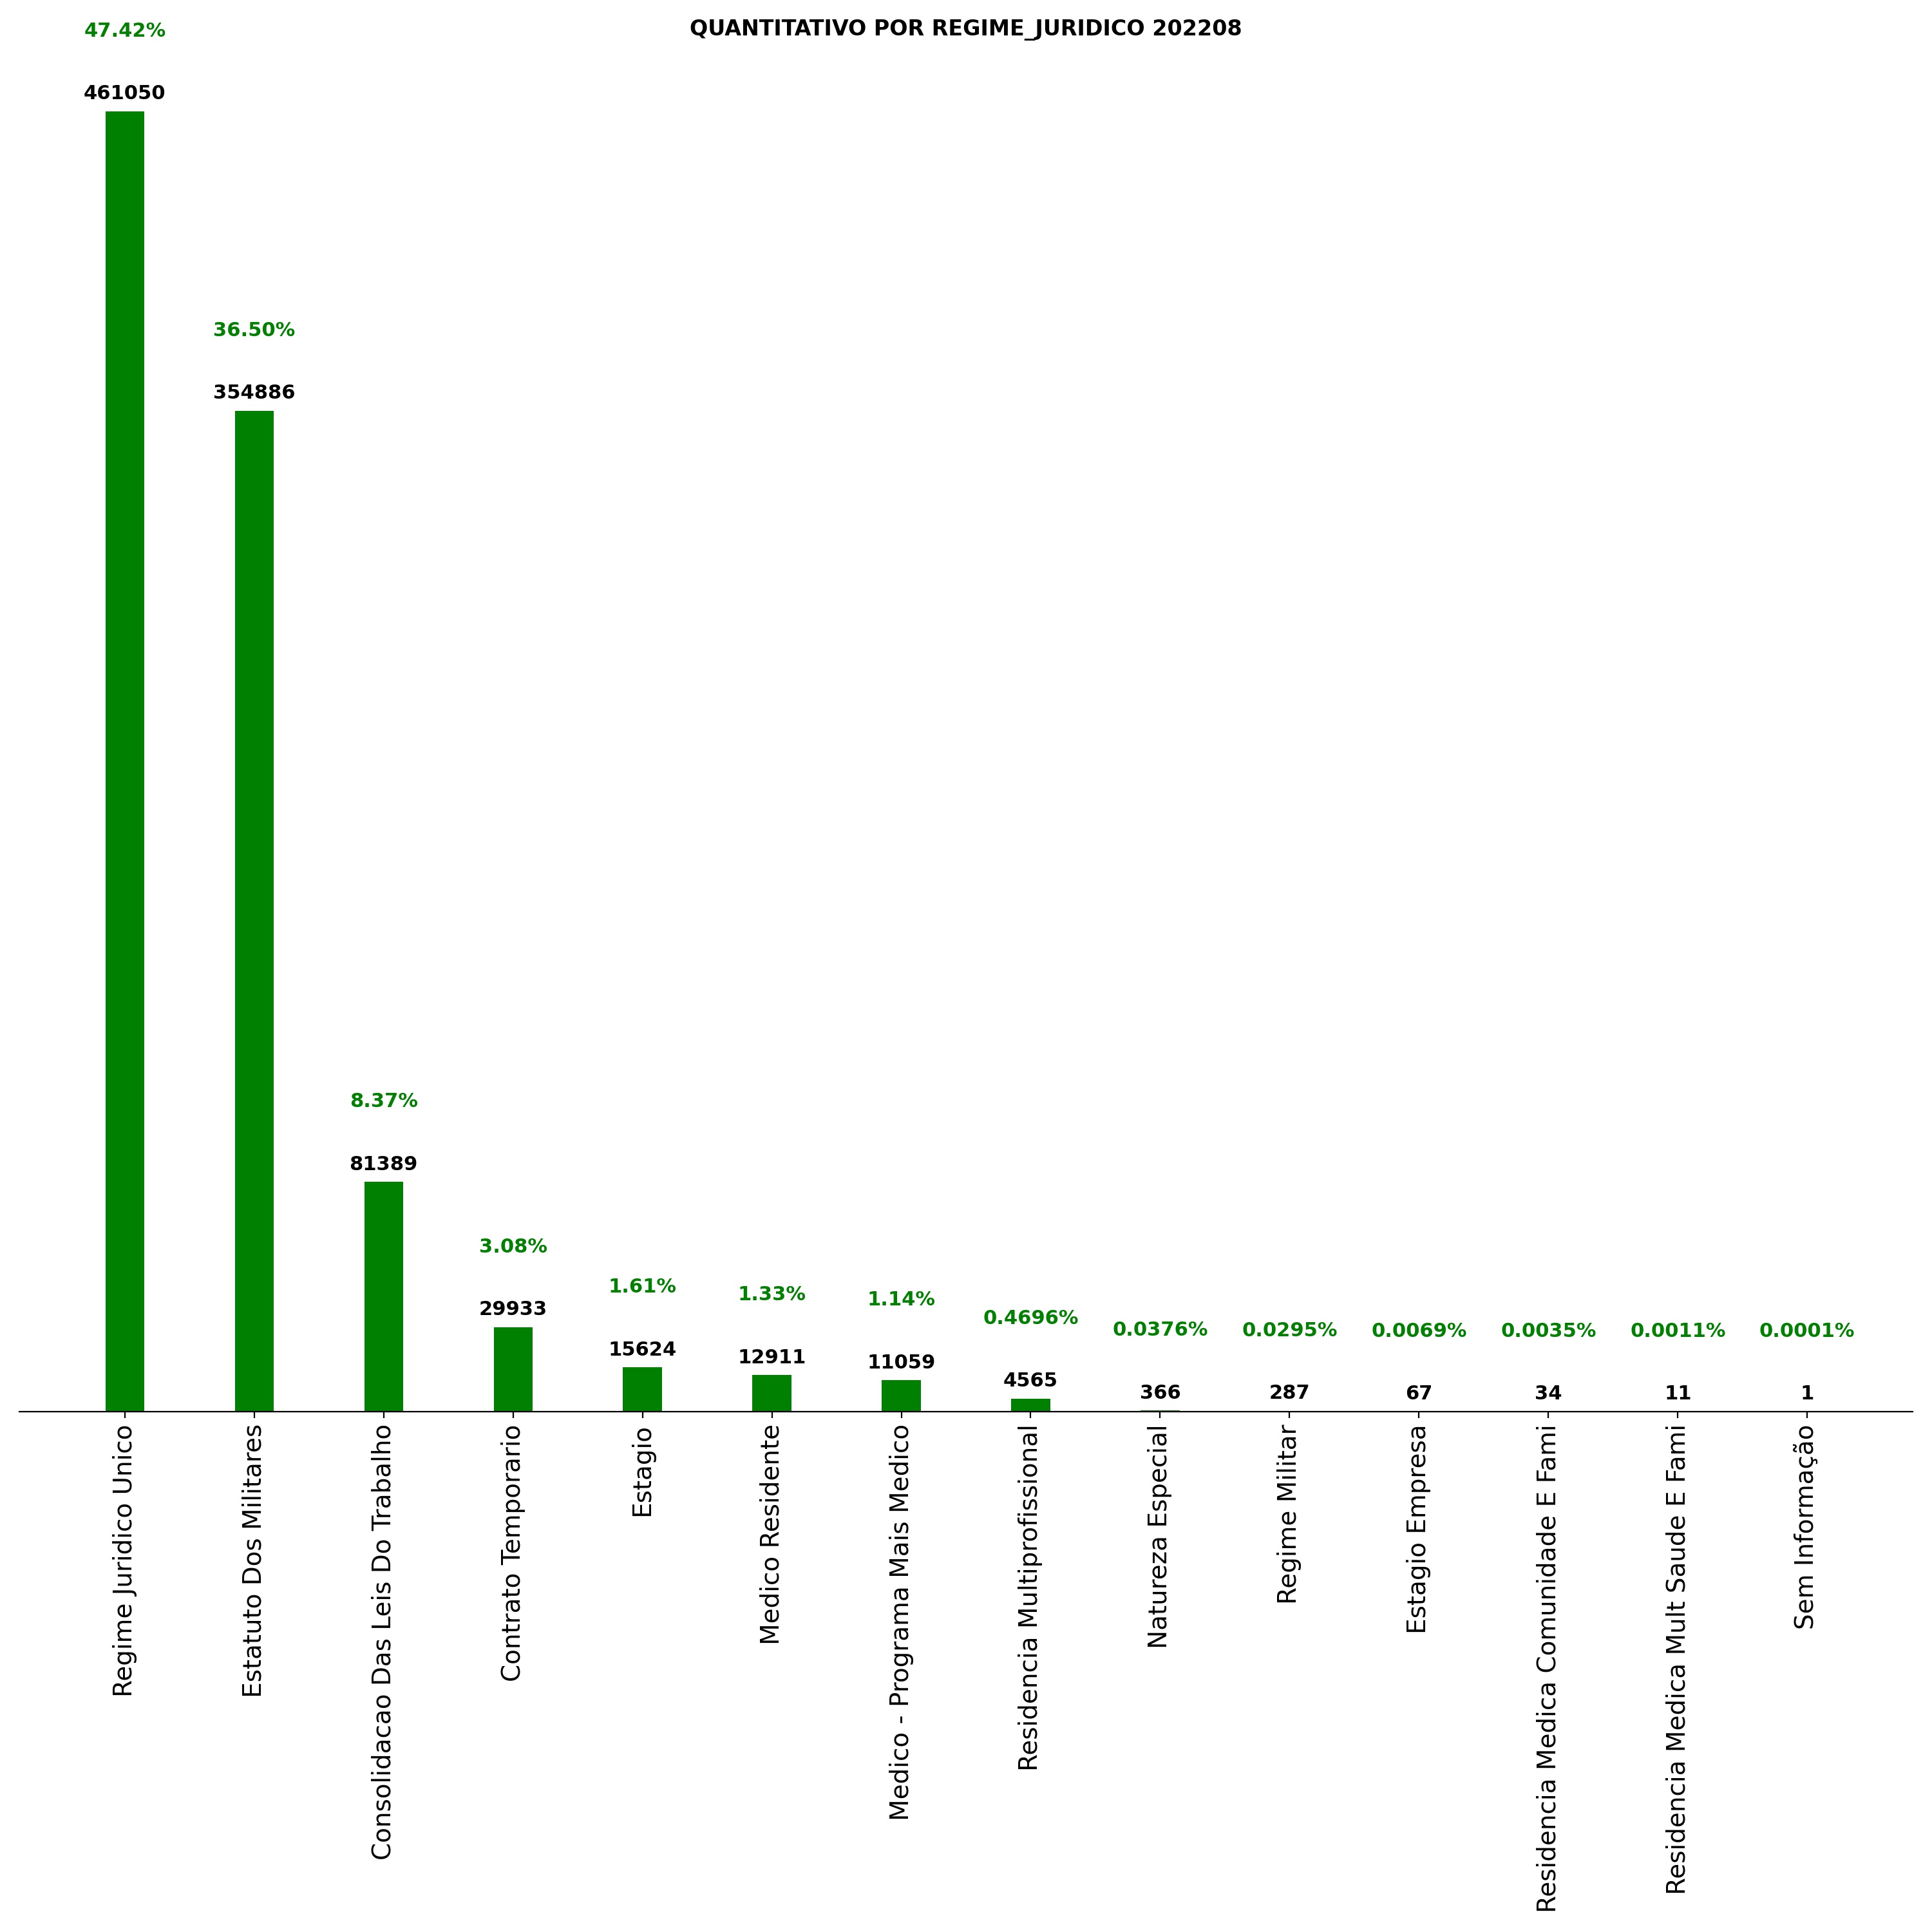 QUANTITATIVO POR REGIME_JURIDICO 202208
47.42%
461050
36.50%
354886
8.37%
81389
3.08%
29933
1.61%
15624
1.33%
12911
1.14%
11059
0.4696%
4565
0.0376%
366
0.0295%
287
0.0069%
67
0.0035%
34
0.0011%
11
0.0001%
1
Regime Juridico Unico
Estatuto Dos Militares
Consolidacao Das Leis Do Trabalho
Contrato Temporario
Estagio
Medico Residente
Medico - Programa Mais Medico
Residencia Multiprofissional
Natureza Especial
Regime Militar
Estagio Empresa
Residencia Medica Comunidade E Fami
Residencia Medica Mult Saude E Fami
Sem Informação